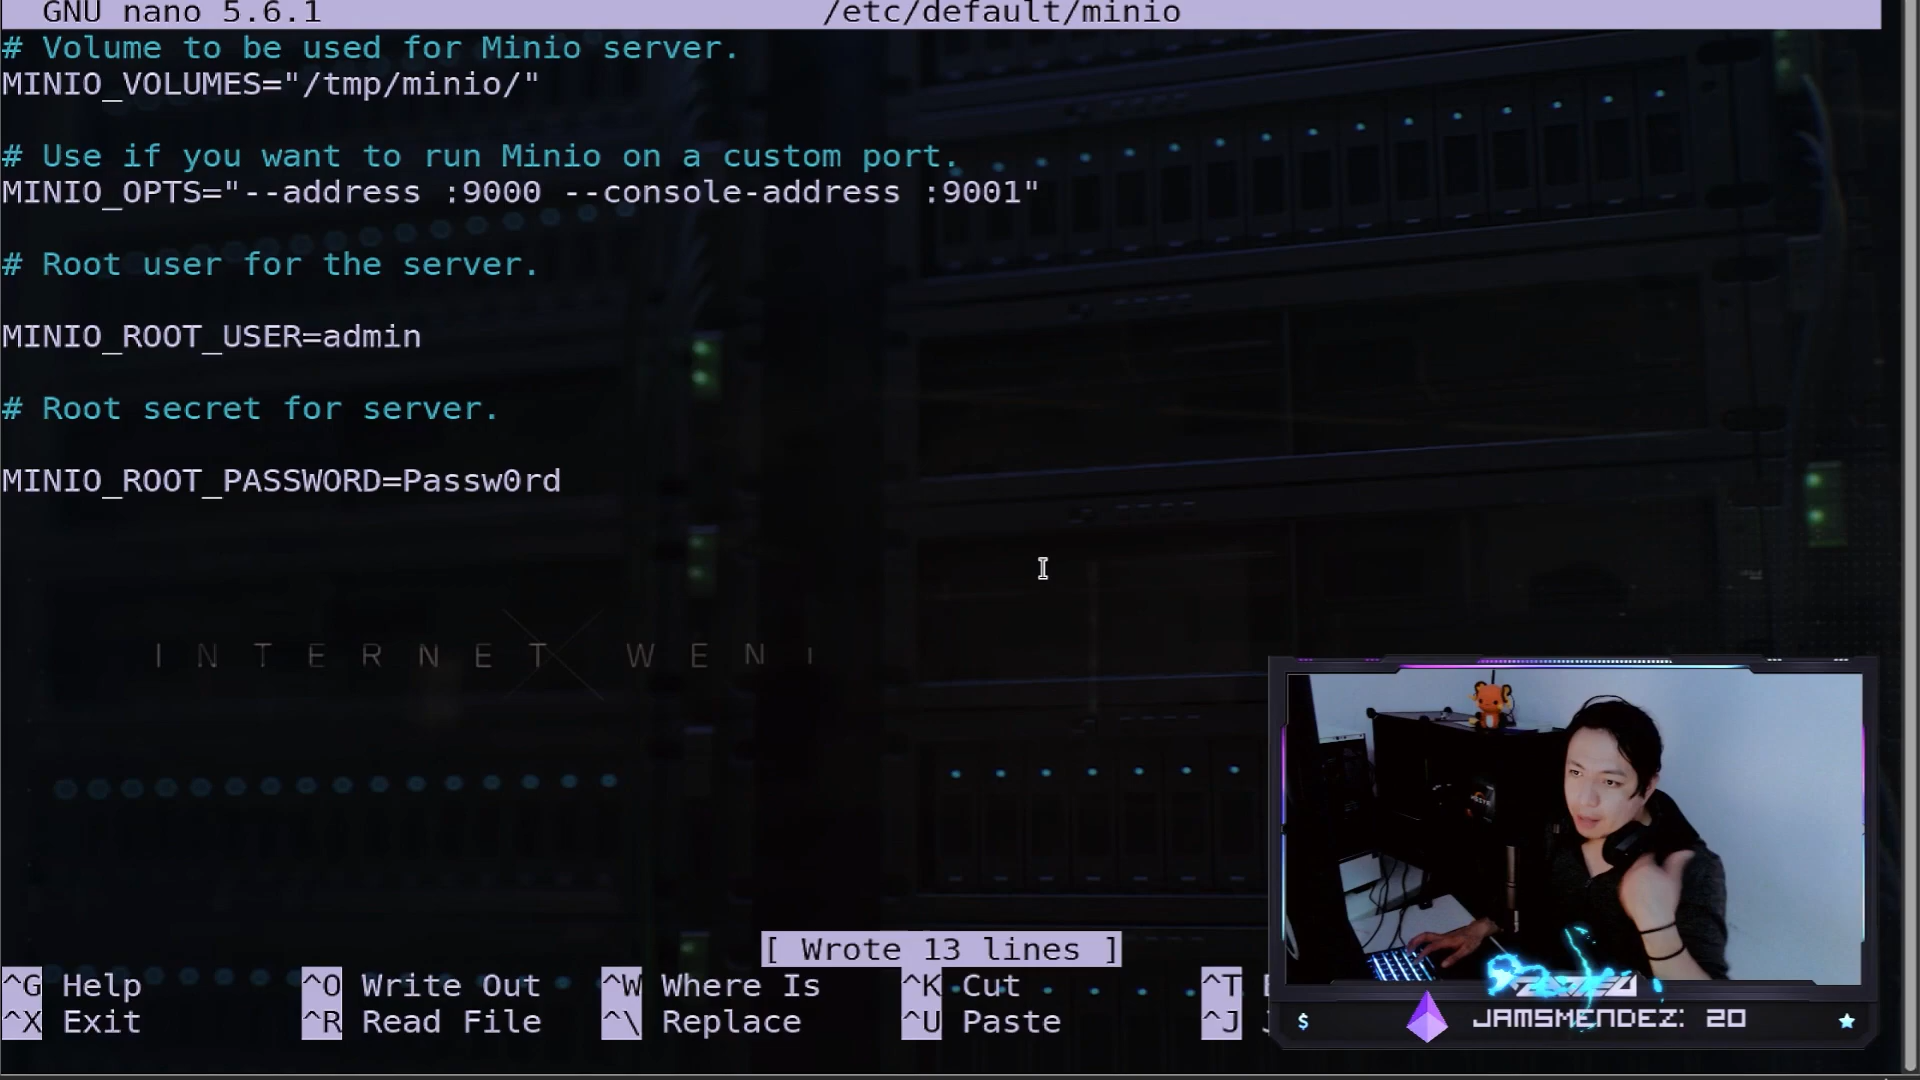 GNU nano 5.6.1 /etc/default/minio
# Volume to be used for Minio server.
MINIO_VOLUMES="/tmp/minio/"
# Use if you want to run Minio on a custom port.
MINIO_OPTS="--address :9000 --console-address :9001"
# Root user for the server.
MINIO_ROOT_USER=admin
# Root secret for server.
MINIO_ROOT_PASSWORD=Passw0rd
INTERNET WEN
[ Wrote 13 lines ]
^G Help ^O Write Out ^W Where Is ^K Cut ^T
^X Exit ^R Read File ^\ Replace ^U Paste ^J
$ JAMSMENDEZ: 20